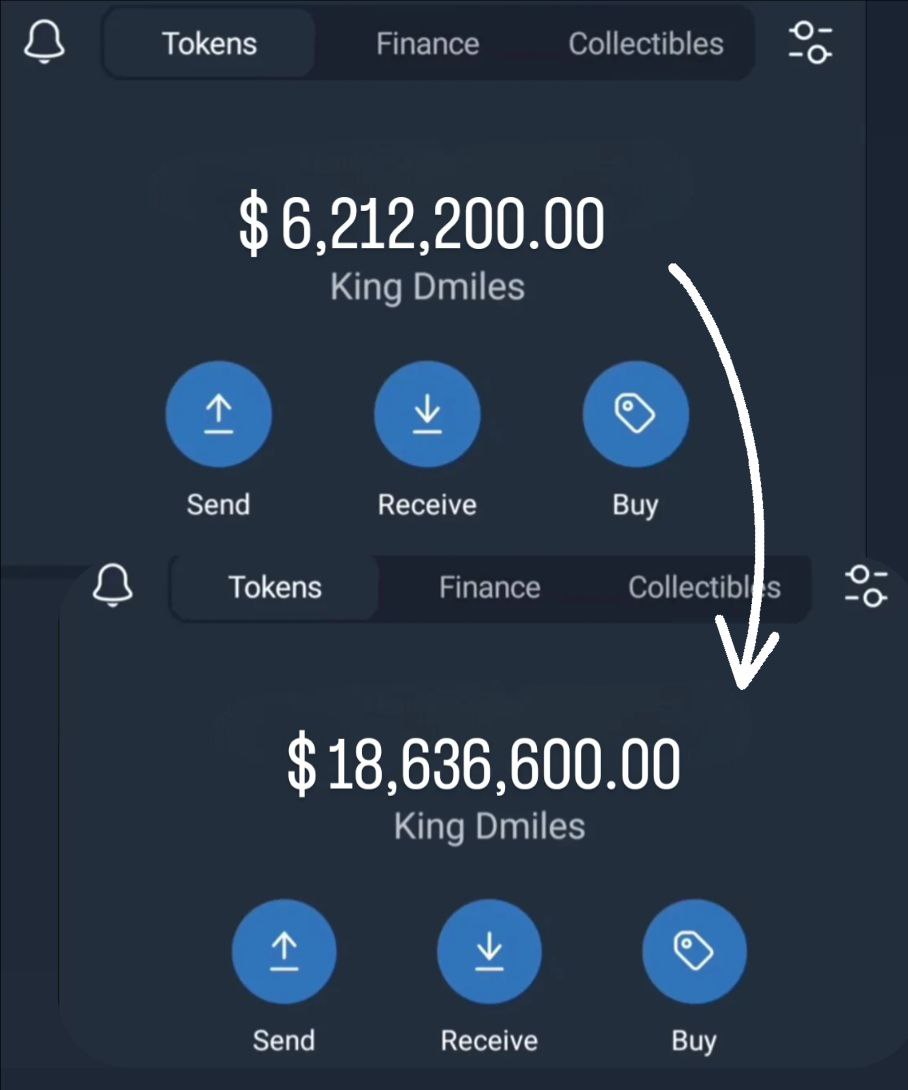 Tokens Finance Collectibles
$ 6,212,200.00
King Dmiles
Send Receive Buy
Tokens Finance Collectibles
$ 18,636,600.00
King Dmiles
Send Receive Buy